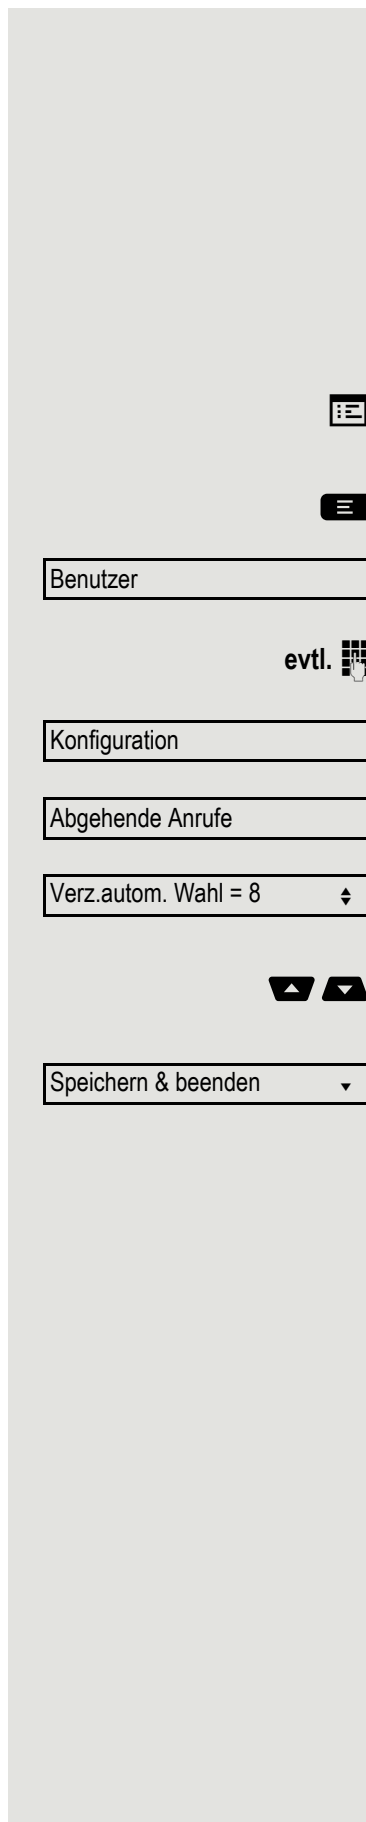 Benutzer
evtl.
Konfiguration
Abgehende Anrufe
Verz.autom. Wahl = 8
Speichern & beenden